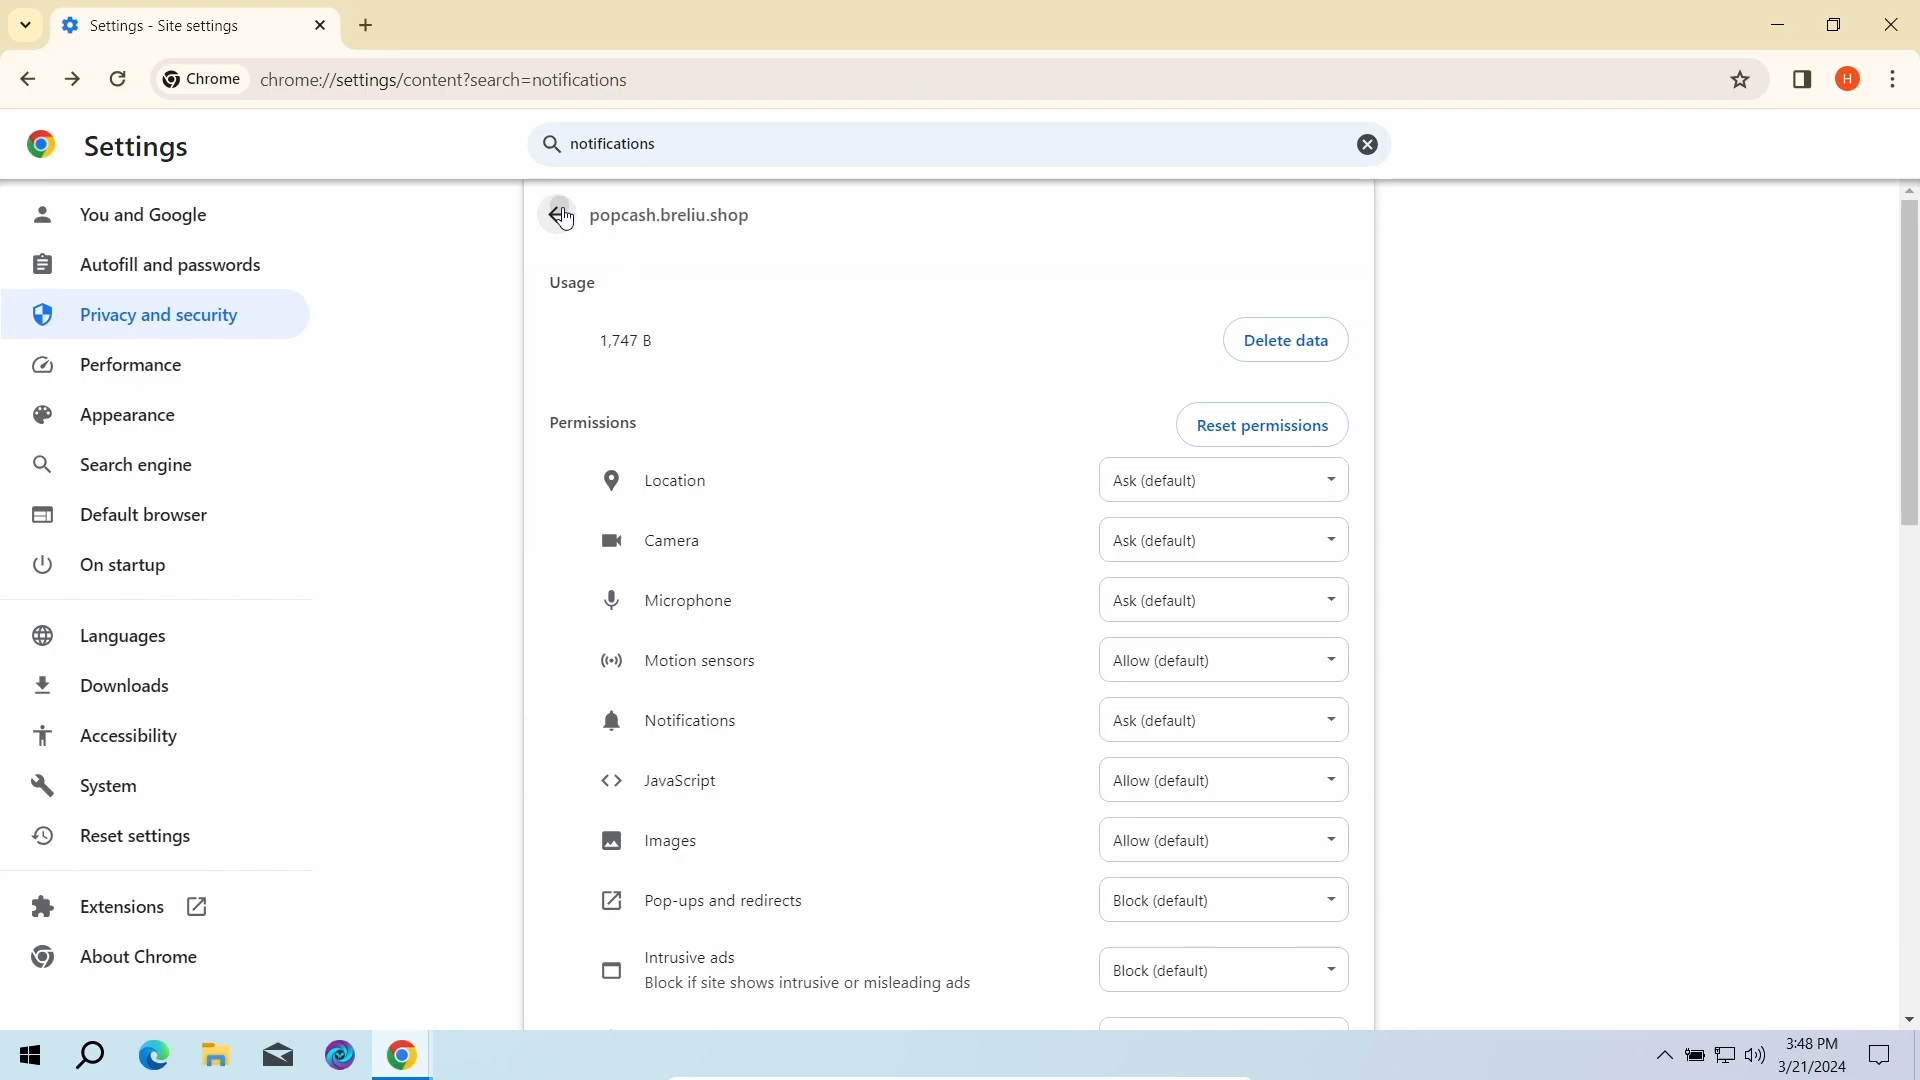 Settings - Site settings
Chrome
chrome://settings/content?search=notifications
H
Settings
notifications
You and Google
Autofill and passwords
Privacy and security
Performance
Appearance
Search engine
Default browser
On startup
Languages
Downloads
Accessibility
System
Reset settings
Extensions
About Chrome
popcash.breliu.shop
Usage
1,747 B
Delete data
Permissions
Reset permissions
Location
Ask (default)
Camera
Ask (default)
Microphone
Ask (default)
Motion sensors
Allow (default)
Notifications
Ask (default)
JavaScript
Allow (default)
Images
Allow (default)
Pop-ups and redirects
Block (default)
Intrusive ads
Block if site shows intrusive or misleading ads
Block (default)
3:48 PM
3/21/2024